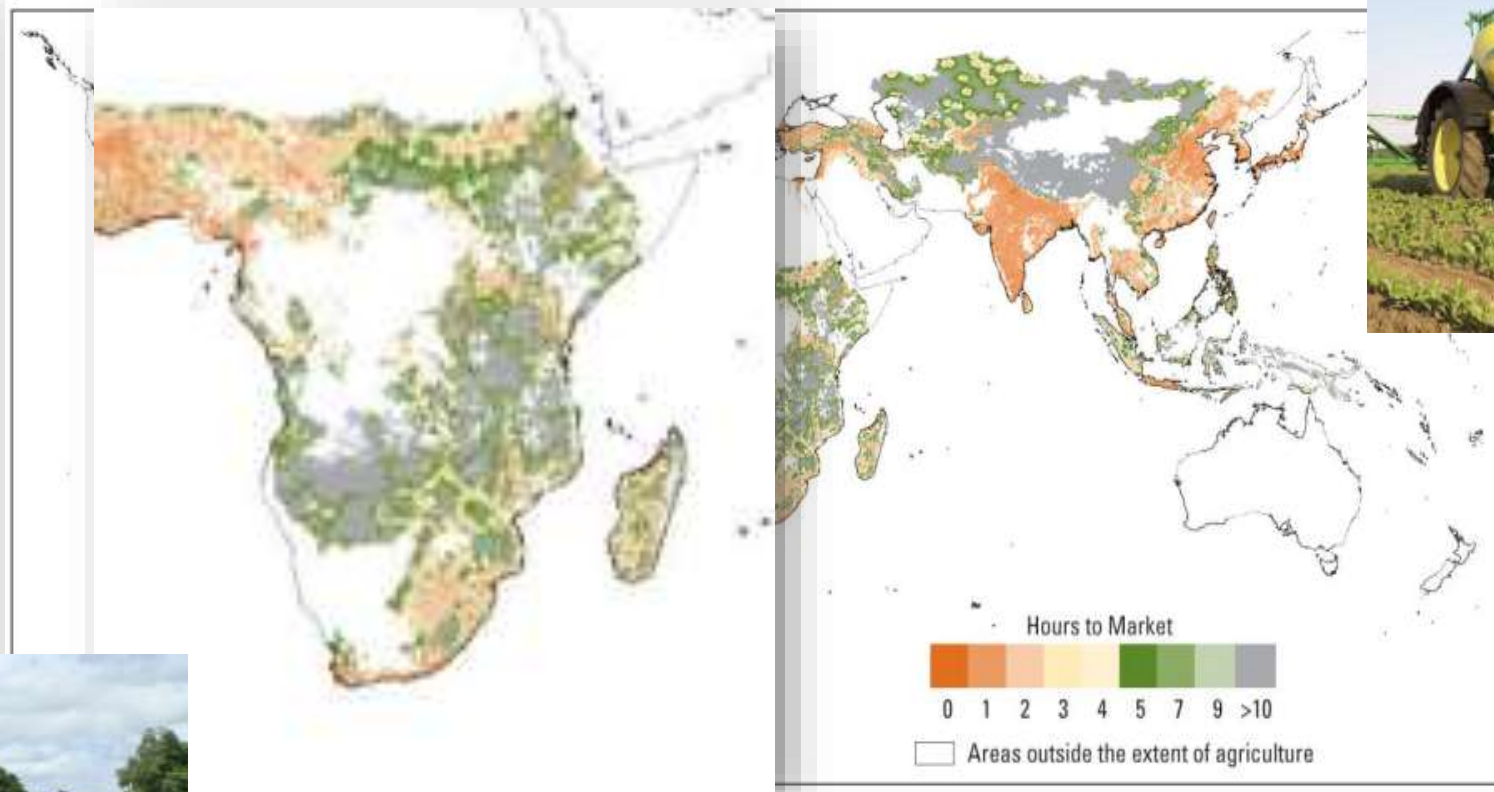 Hours to Market
0 1 2 3 4 5 7 9 >10
Areas outside the extent of agriculture